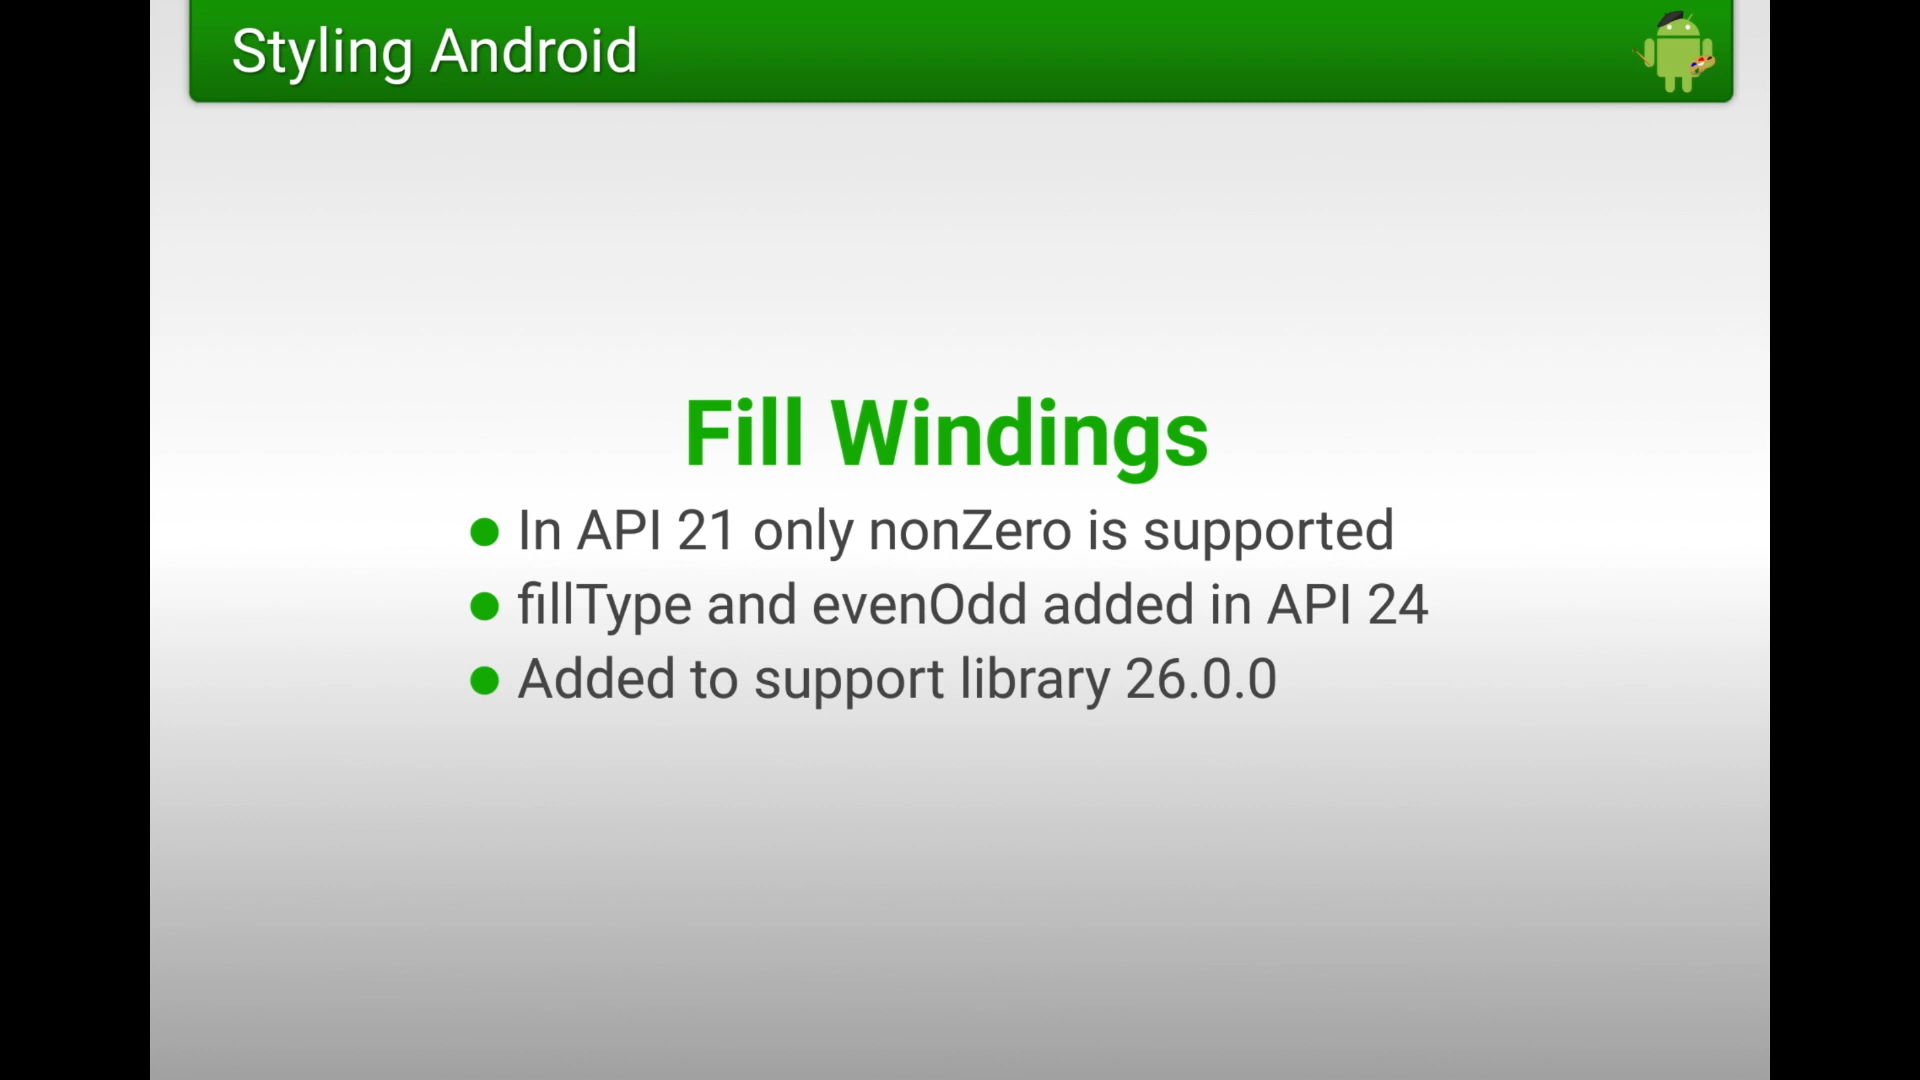 Styling Android
Fill Windings
In API 21 only nonZero is supported
fillType and evenOdd added in API 24
Added to support library 26.0.0